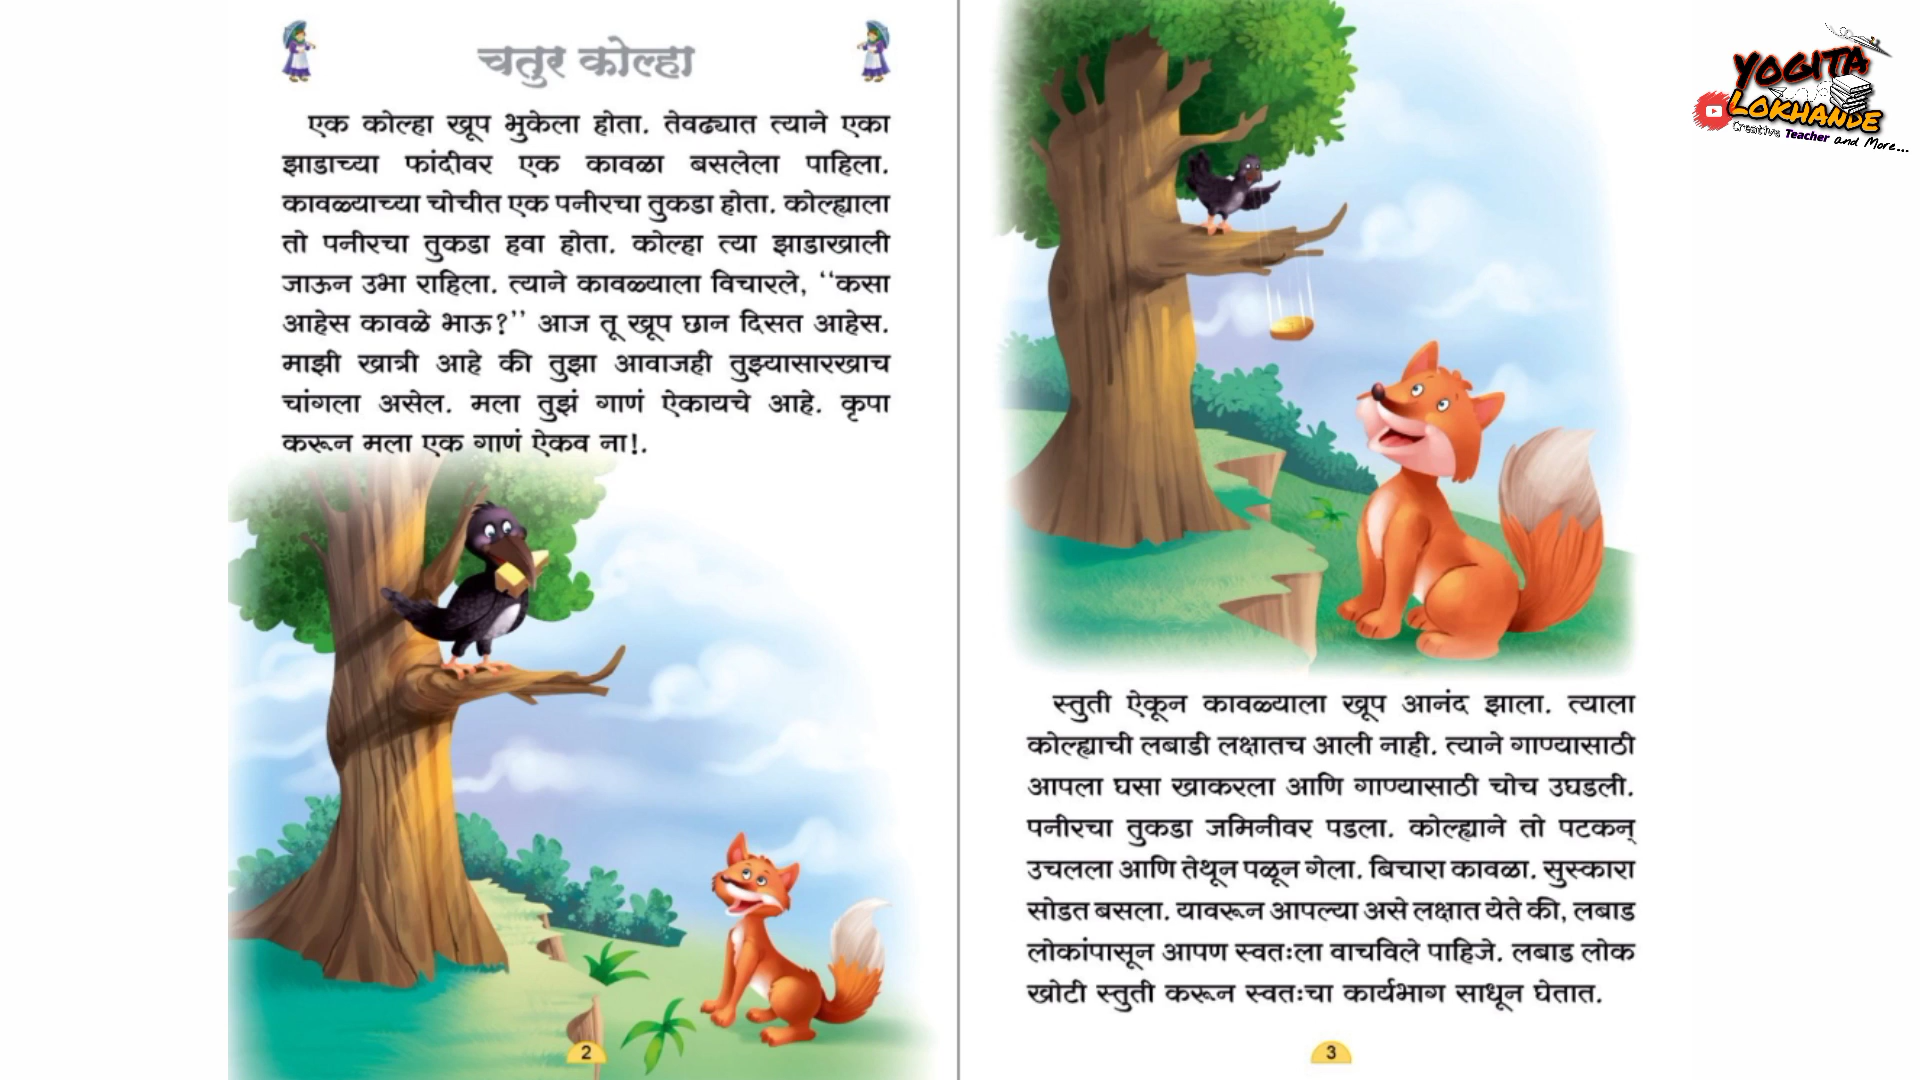 चतुर कोल्हा
एक कोल्हा खूप भुकेला होता. तेवढ्यात त्याने एका
झाडाच्या फांदीवर एक कावळा बसलेला पाहिला.
कावळ्याच्या चोचीत एक पनीरचा तुकडा होता. कोल्ह्याला
तो पनीरचा तुकडा हवा होता. कोल्हा त्या झाडाखाली
जाऊन उभा राहिला. त्याने कावळ्याला विचारले, ‘‘कसा
आहेस कावळे भाऊ?’’ आज तू खूप छान दिसत आहेस.
माझी खात्री आहे की तुझा आवाजही तुझ्यासारखाच
चांगला असेल. मला तुझं गाणं ऐकायचे आहे. कृपा
करून मला एक गाणं ऐकव ना!.
2
स्तुती ऐकून कावळ्याला खूप आनंद झाला. त्याला
कोल्ह्याची लबाडी लक्षातच आली नाही. त्याने गाण्यासाठी
आपला घसा खाकरला आणि गाण्यासाठी चोच उघडली.
पनीरचा तुकडा जमिनीवर पडला. कोल्ह्याने तो पटकन्
उचलला आणि तेथून पळून गेला. बिचारा कावळा. सुस्कारा
सोडत बसला. यावरून आपल्या असे लक्षात येते की, लबाड
लोकांपासून आपण स्वतःला वाचविले पाहिजे. लबाड लोक
खोटी स्तुती करून स्वतःचा कार्यभाग साधून घेतात.
3
YOGITA
LOKHANDE
Creative Teacher and More...